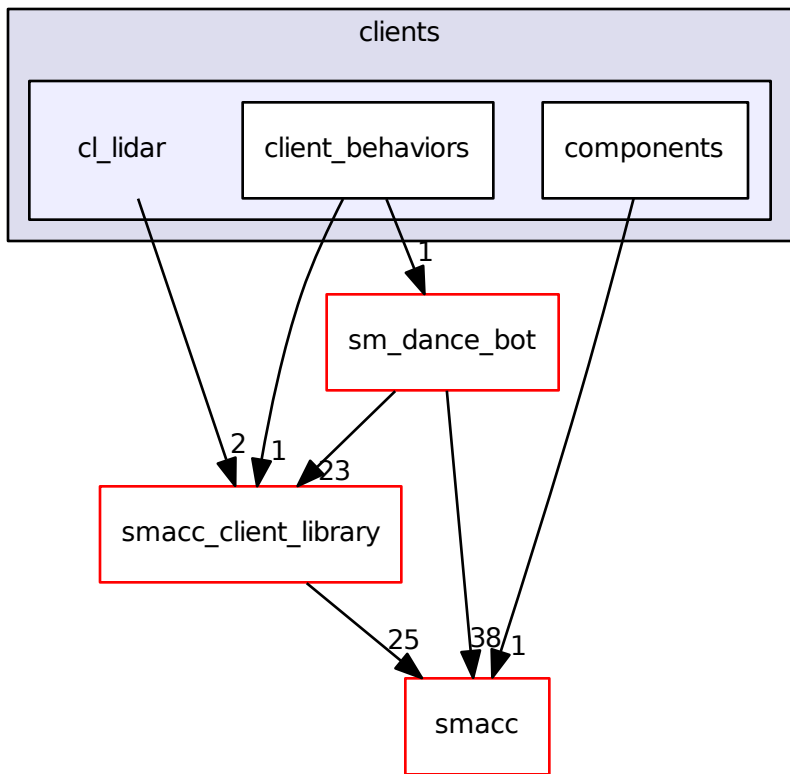 clients
cl_lidar
client_behaviors
components
1
sm_dance_bot
2
1
23
smacc_client_library
25
38
1
smacc